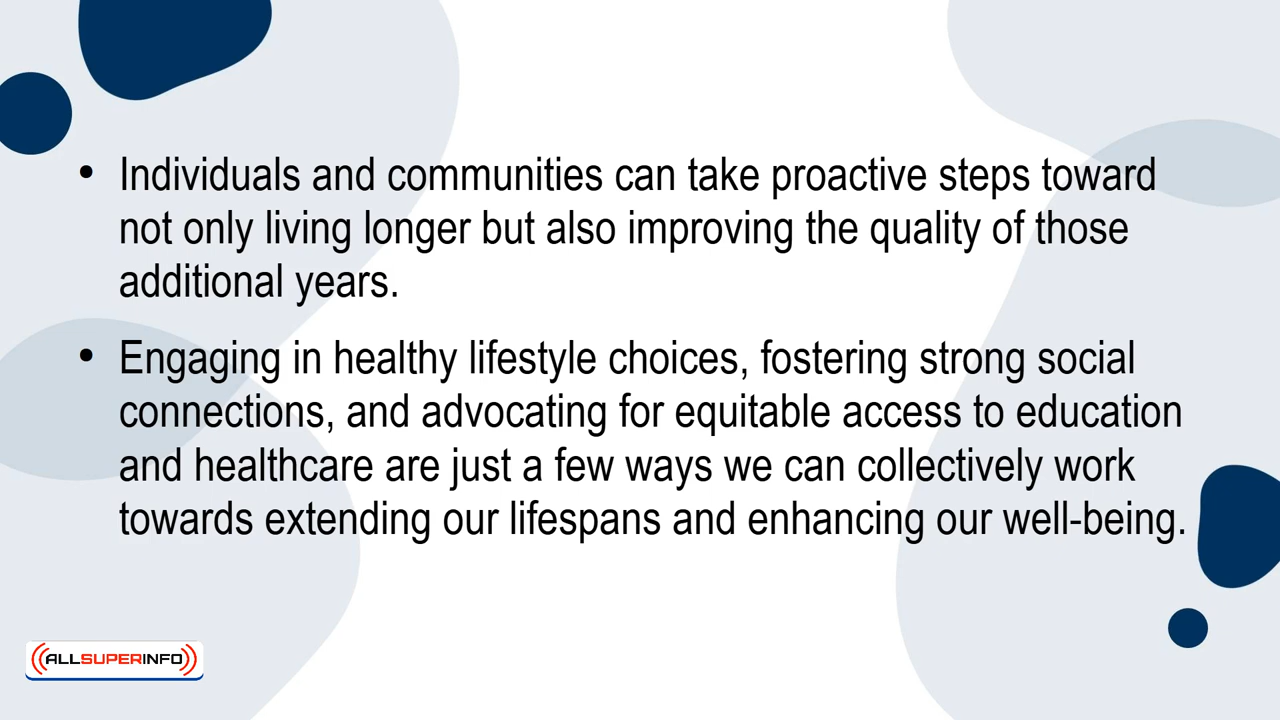 • Individuals and communities can take proactive steps toward
not only living longer but also improving the quality of those
additional years.
• Engaging in healthy lifestyle choices, fostering strong social
connections, and advocating for equitable access to education
and healthcare are just a few ways we can collectively work
towards extending our lifespans and enhancing our well-being.
ALLSUPERINFO